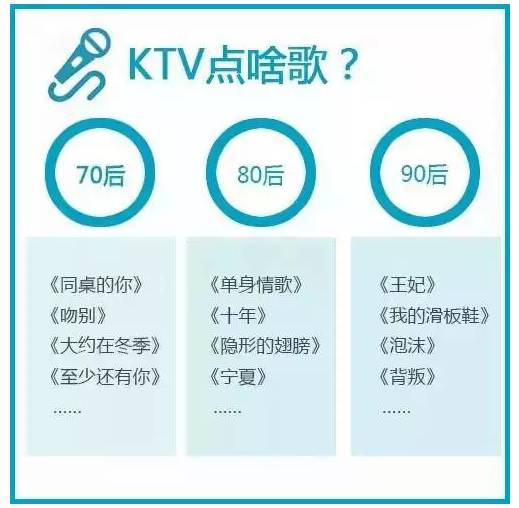 KTV点啥歌？
70后
80后
90后
《同桌的你》
《吻别》
《大约在冬季》
《至少还有你》
......
《单身情歌》
《十年》
《隐形的翅膀》
《宁夏》
......
《王妃》
《我的滑板鞋》
《泡沫》
《背叛》
......